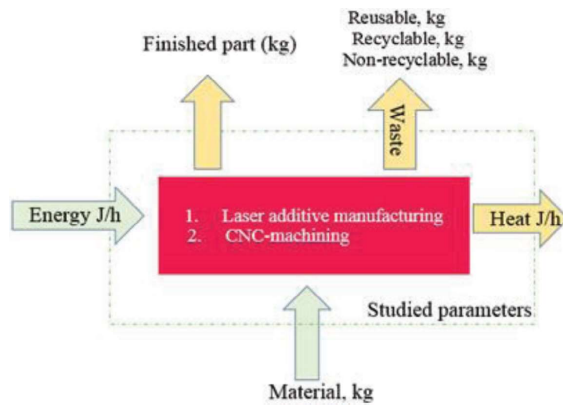 Reusable, kg
Recyclable, kg
Non-recyclable, kg
Finished part (kg)
Waste
Energy J/h
1. Laser additive manufacturing
2. CNC-machining
Heat J/h
Studied parameters
Material, kg